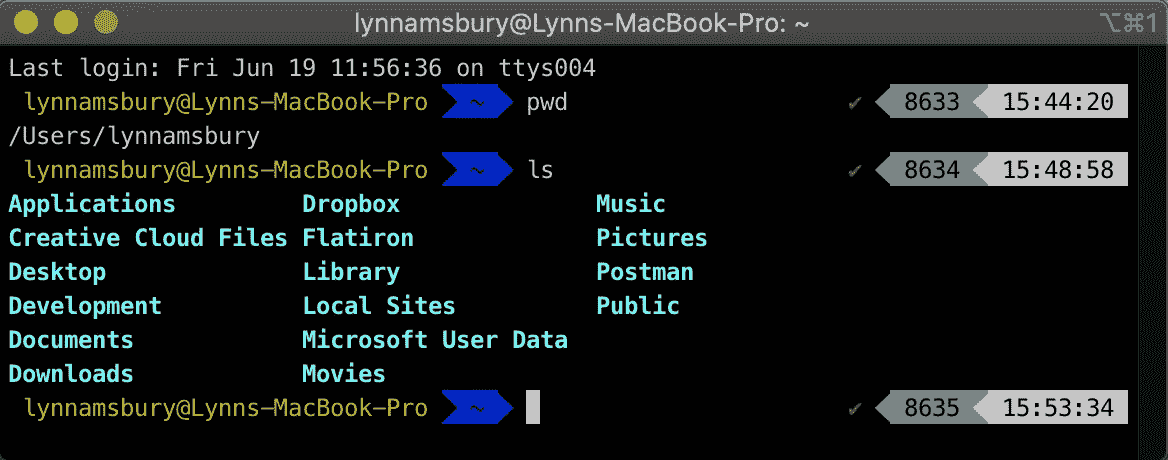 lynnamsbury@Lynns-MacBook-Pro: ~ ⌥⌘1
Last login: Fri Jun 19 11:56:36 on ttys004
lynnamsbury@Lynns-MacBook-Pro ~ pwd ✔ 8633 15:44:20
/Users/lynnamsbury
lynnamsbury@Lynns-MacBook-Pro ~ ls ✔ 8634 15:48:58
Applications Dropbox Music
Creative Cloud Files Flatiron Pictures
Desktop Library Postman
Development Local Sites Public
Documents Microsoft User Data
Downloads Movies
lynnamsbury@Lynns-MacBook-Pro ~ ✔ 8635 15:53:34